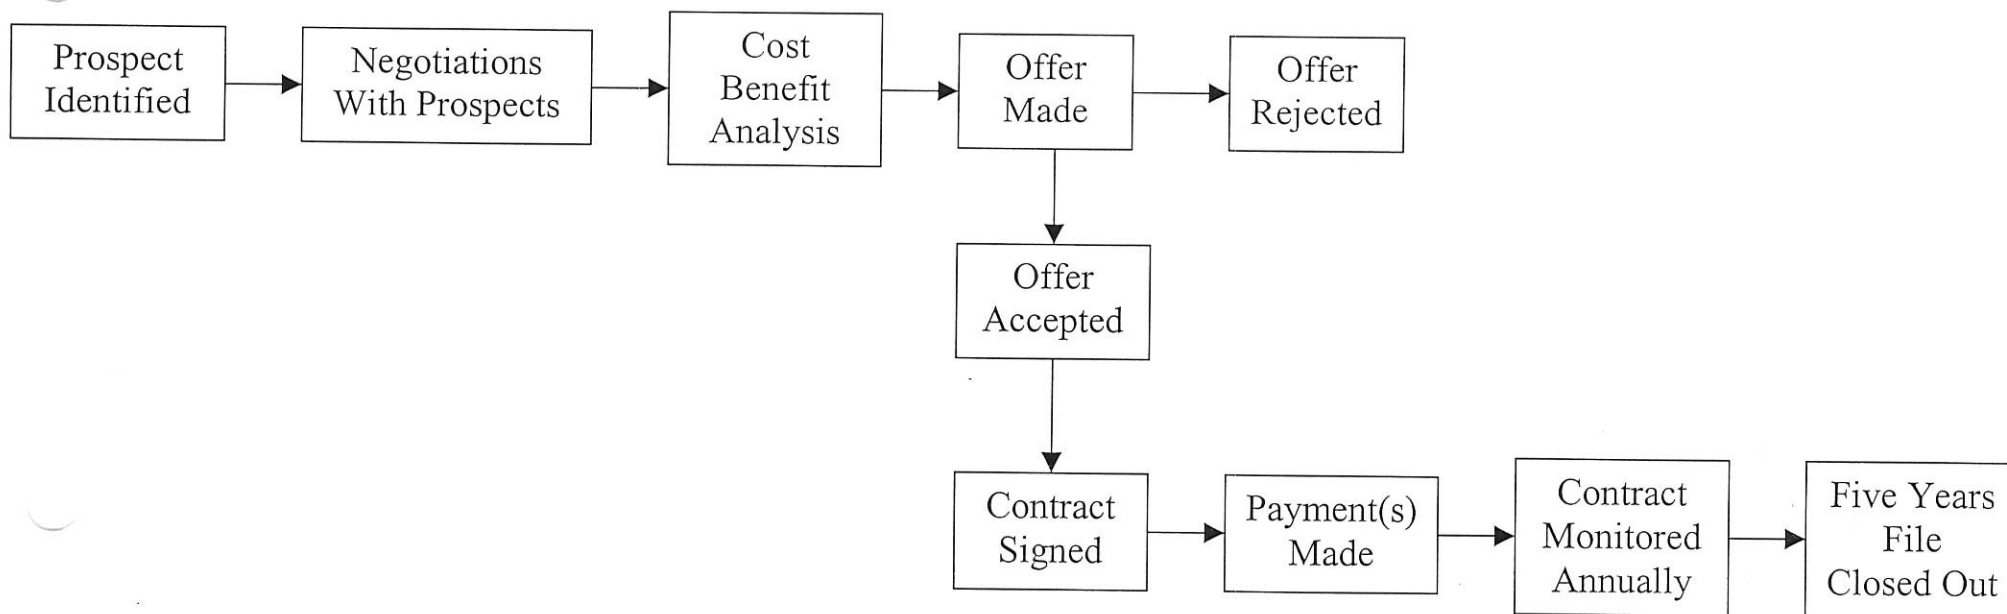 Prospect
Identified
Negotiations
With Prospects
Cost
Benefit
Analysis
Offer
Made
Offer
Rejected
Offer
Accepted
Contract
Signed
Payment(s)
Made
Contract
Monitored
Annually
Five Years
File
Closed Out